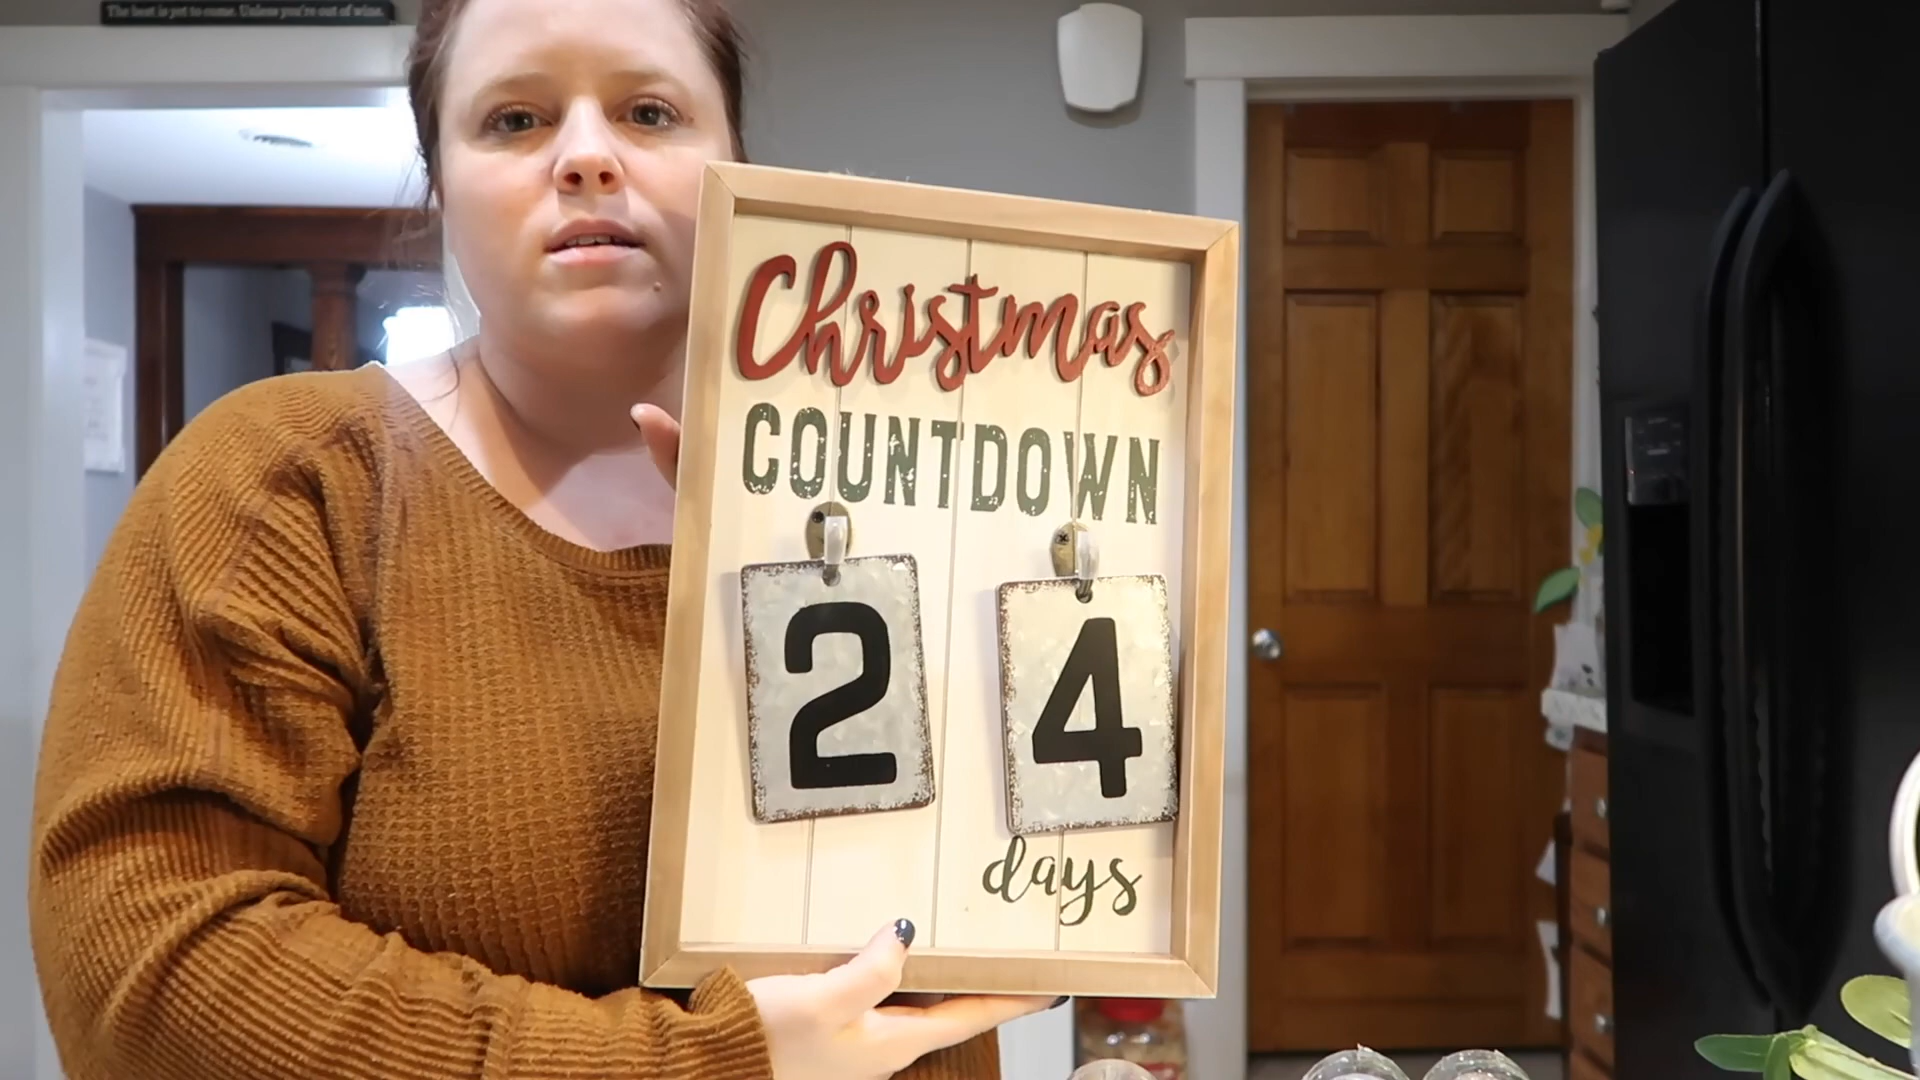 The best is yet to come. Unless you're out of wine.
Christmas
COUNTDOWN
2 4
days